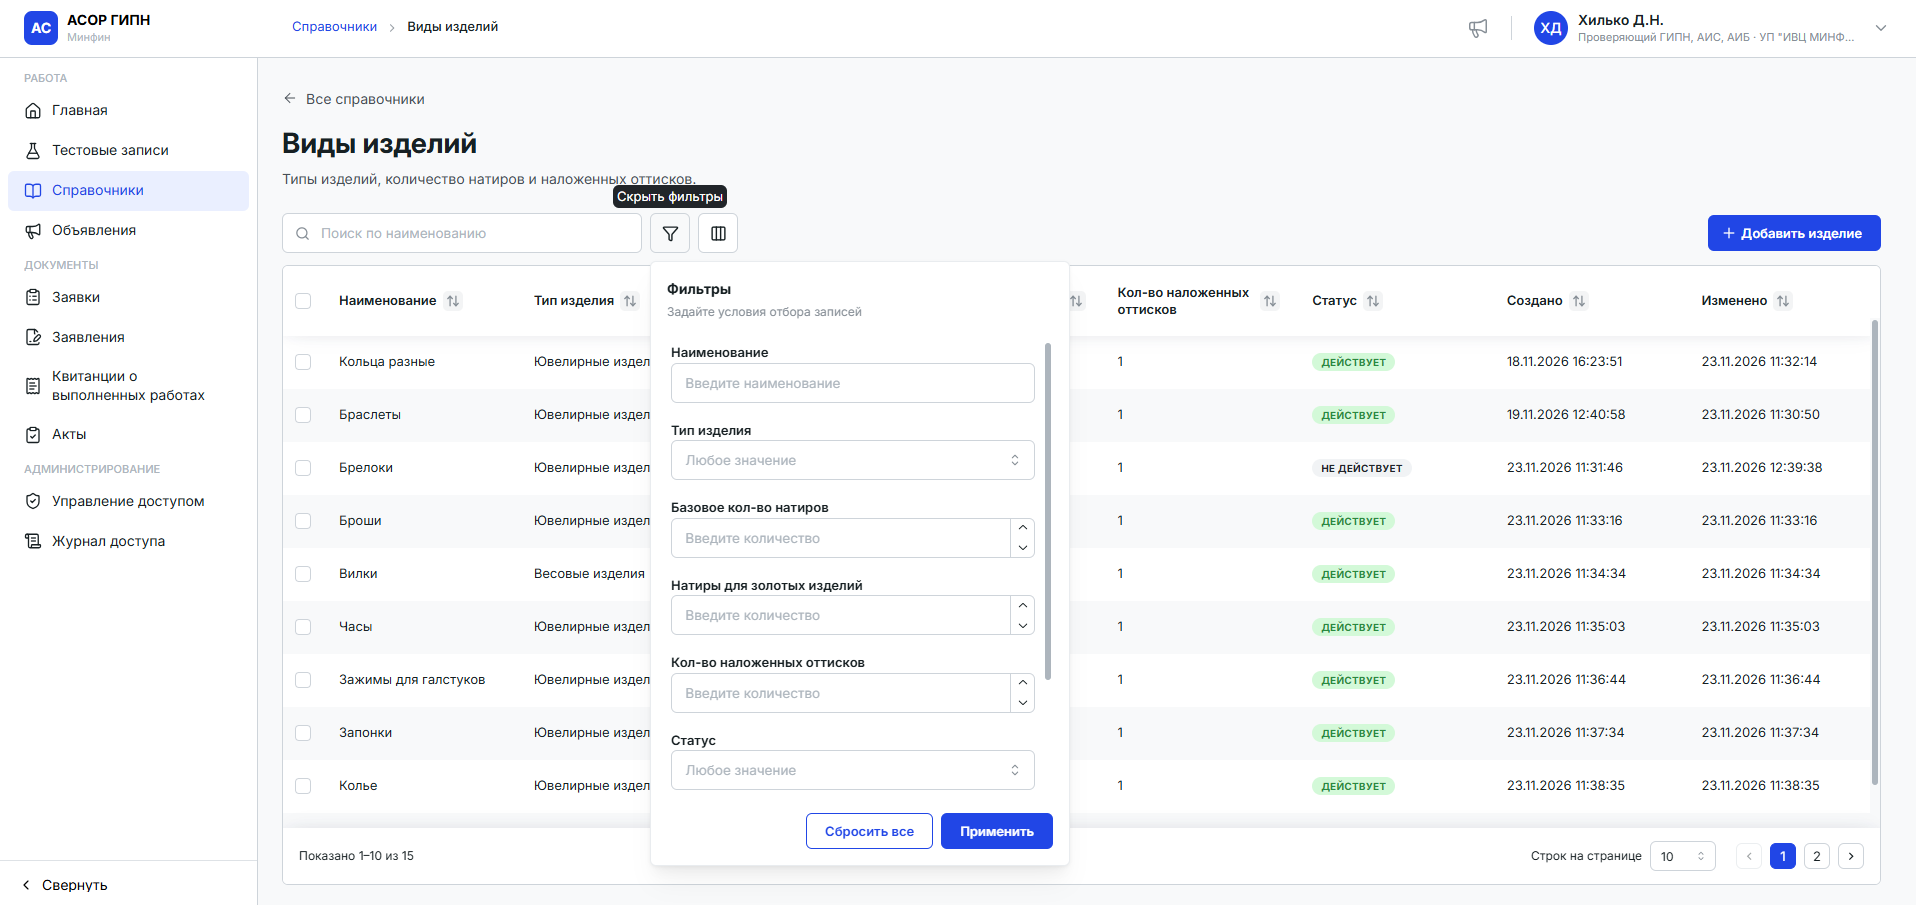 АС
АСОР ГИПН
Минфин
Справочники
Виды изделий
ХД
Хилько Д.Н.
Проверяющий ГИПН, АИС, АИБ · УП "ИВЦ МИНФ...
РАБОТА
Главная
Тестовые записи
Справочники
Объявления
ДОКУМЕНТЫ
Заявки
Заявления
Квитанции о
выполненных работах
Акты
АДМИНИСТРИРОВАНИЕ
Управление доступом
Журнал доступа
Свернуть
Все справочники
Виды изделий
Типы изделий, количество натиров и наложенных оттисков.
Скрыть фильтры
Поиск по наименованию
+ Добавить изделие
Наименование
Тип изделия
Кол-во наложенных
оттисков
Статус
Создано
Изменено
Кольца разные Ювелирные издел 1 ДЕЙСТВУЕТ 18.11.2026 16:23:51 23.11.2026 11:32:14
Браслеты Ювелирные издел 1 ДЕЙСТВУЕТ 19.11.2026 12:40:58 23.11.2026 11:30:50
Брелоки Ювелирные издел 1 НЕ ДЕЙСТВУЕТ 23.11.2026 11:31:46 23.11.2026 12:39:38
Броши Ювелирные издел 1 ДЕЙСТВУЕТ 23.11.2026 11:33:16 23.11.2026 11:33:16
Вилки Весовые изделия 1 ДЕЙСТВУЕТ 23.11.2026 11:34:34 23.11.2026 11:34:34
Часы Ювелирные издел 1 ДЕЙСТВУЕТ 23.11.2026 11:35:03 23.11.2026 11:35:03
Зажимы для галстуков Ювелирные издел 1 ДЕЙСТВУЕТ 23.11.2026 11:36:44 23.11.2026 11:36:44
Запонки Ювелирные издел 1 ДЕЙСТВУЕТ 23.11.2026 11:37:34 23.11.2026 11:37:34
Колье Ювелирные издел 1 ДЕЙСТВУЕТ 23.11.2026 11:38:35 23.11.2026 11:38:35
Фильтры
Задайте условия отбора записей
Наименование
Введите наименование
Тип изделия
Любое значение
Базовое кол-во натиров
Введите количество
Натиры для золотых изделий
Введите количество
Кол-во наложенных оттисков
Введите количество
Статус
Любое значение
Сбросить все
Применить
Показано 1–10 из 15
Строк на странице
10
1
2